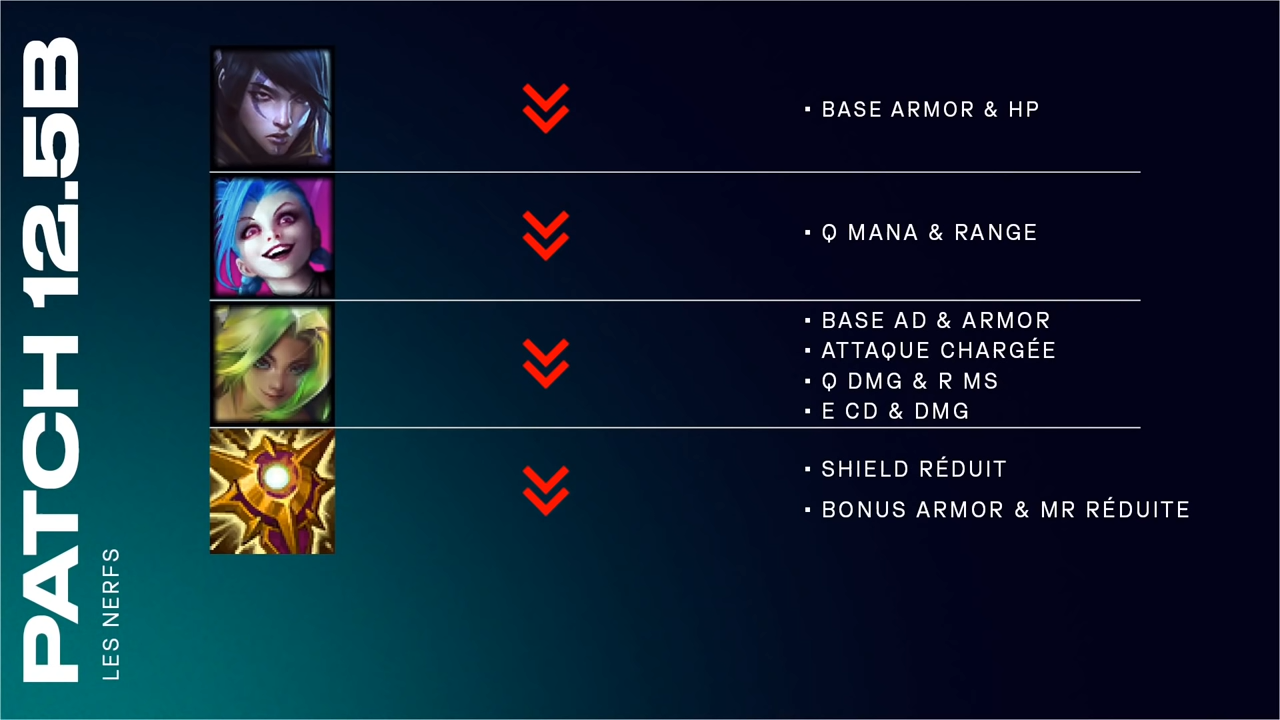 PATCH 12.5B
LES NERFS
▪ BASE ARMOR & HP
▪ Q MANA & RANGE
▪ BASE AD & ARMOR
▪ ATTAQUE CHARGÉE
▪ Q DMG & R MS
▪ E CD & DMG
▪ SHIELD RÉDUIT
▪ BONUS ARMOR & MR RÉDUITE